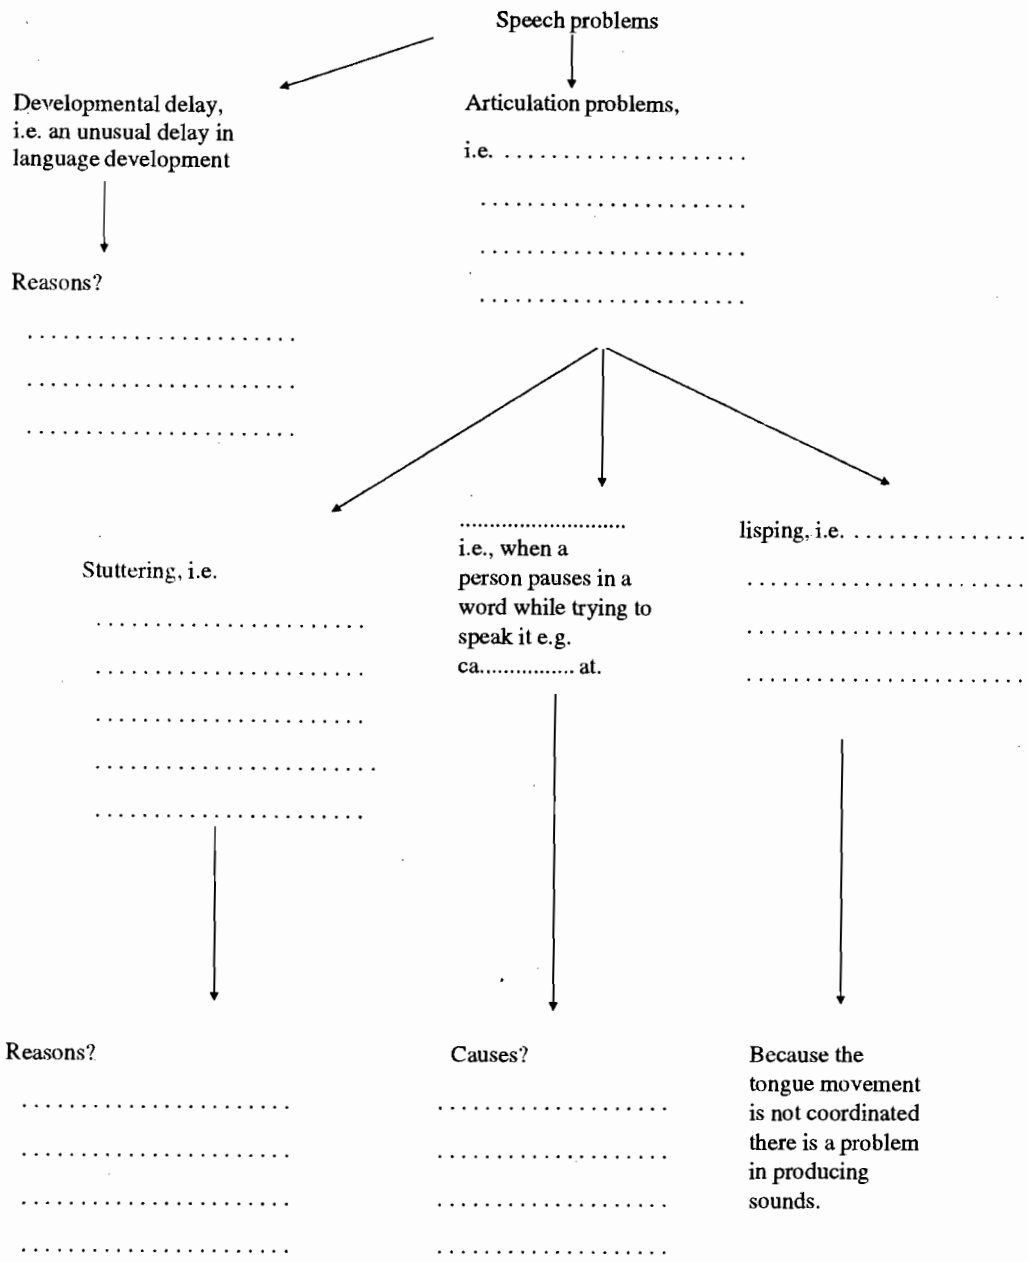 Speech problems
Developmental delay,
i.e. an unusual delay in
language development
Articulation problems,
i.e. . . . . . . . . . . . . . . . . . . . . .
. . . . . . . . . . . . . . . . . . . . . . .
. . . . . . . . . . . . . . . . . . . . . . .
. . . . . . . . . . . . . . . . . . . . . . .
Reasons?
. . . . . . . . . . . . . . . . . . . . . . .
. . . . . . . . . . . . . . . . . . . . . . .
. . . . . . . . . . . . . . . . . . . . . . .
Stuttering, i.e.
. . . . . . . . . . . . . . . . . . . . . . .
. . . . . . . . . . . . . . . . . . . . . . .
. . . . . . . . . . . . . . . . . . . . . . .
. . . . . . . . . . . . . . . . . . . . . . . .
. . . . . . . . . . . . . . . . . . . . . . .
............................
i.e., when a
person pauses in a
word while trying to
speak it e.g.
ca................ at.
lisping, i.e. . . . . . . . . . . . . . . . .
. . . . . . . . . . . . . . . . . . . . . . . .
. . . . . . . . . . . . . . . . . . . . . . . .
. . . . . . . . . . . . . . . . . . . . . . . .
Reasons?
. . . . . . . . . . . . . . . . . . . . . . .
. . . . . . . . . . . . . . . . . . . . . . .
. . . . . . . . . . . . . . . . . . . . . . .
. . . . . . . . . . . . . . . . . . . . . . .
Causes?
. . . . . . . . . . . . . . . . . . . .
. . . . . . . . . . . . . . . . . . . .
. . . . . . . . . . . . . . . . . . . .
. . . . . . . . . . . . . . . . . . . .
Because the
tongue movement
is not coordinated
there is a problem
in producing
sounds.